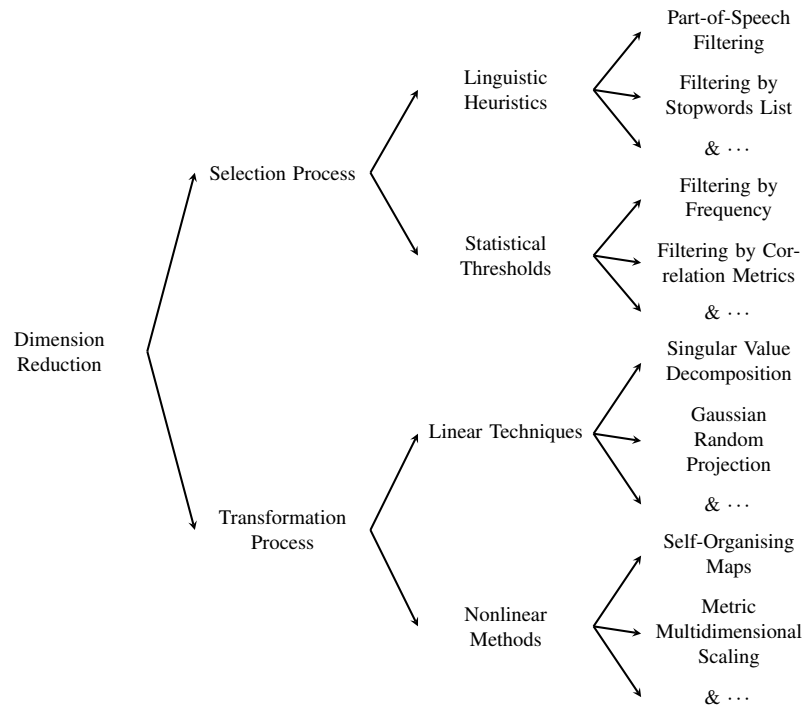 Dimension
Reduction
Selection Process
Linguistic
Heuristics
Part-of-Speech
Filtering
Filtering by
Stopwords List
& ⋯
Statistical
Thresholds
Filtering by
Frequency
Filtering by Cor-
relation Metrics
& ⋯
Transformation
Process
Linear Techniques
Singular Value
Decomposition
Gaussian
Random
Projection
& ⋯
Nonlinear
Methods
Self-Organising
Maps
Metric
Multidimensional
Scaling
& ⋯